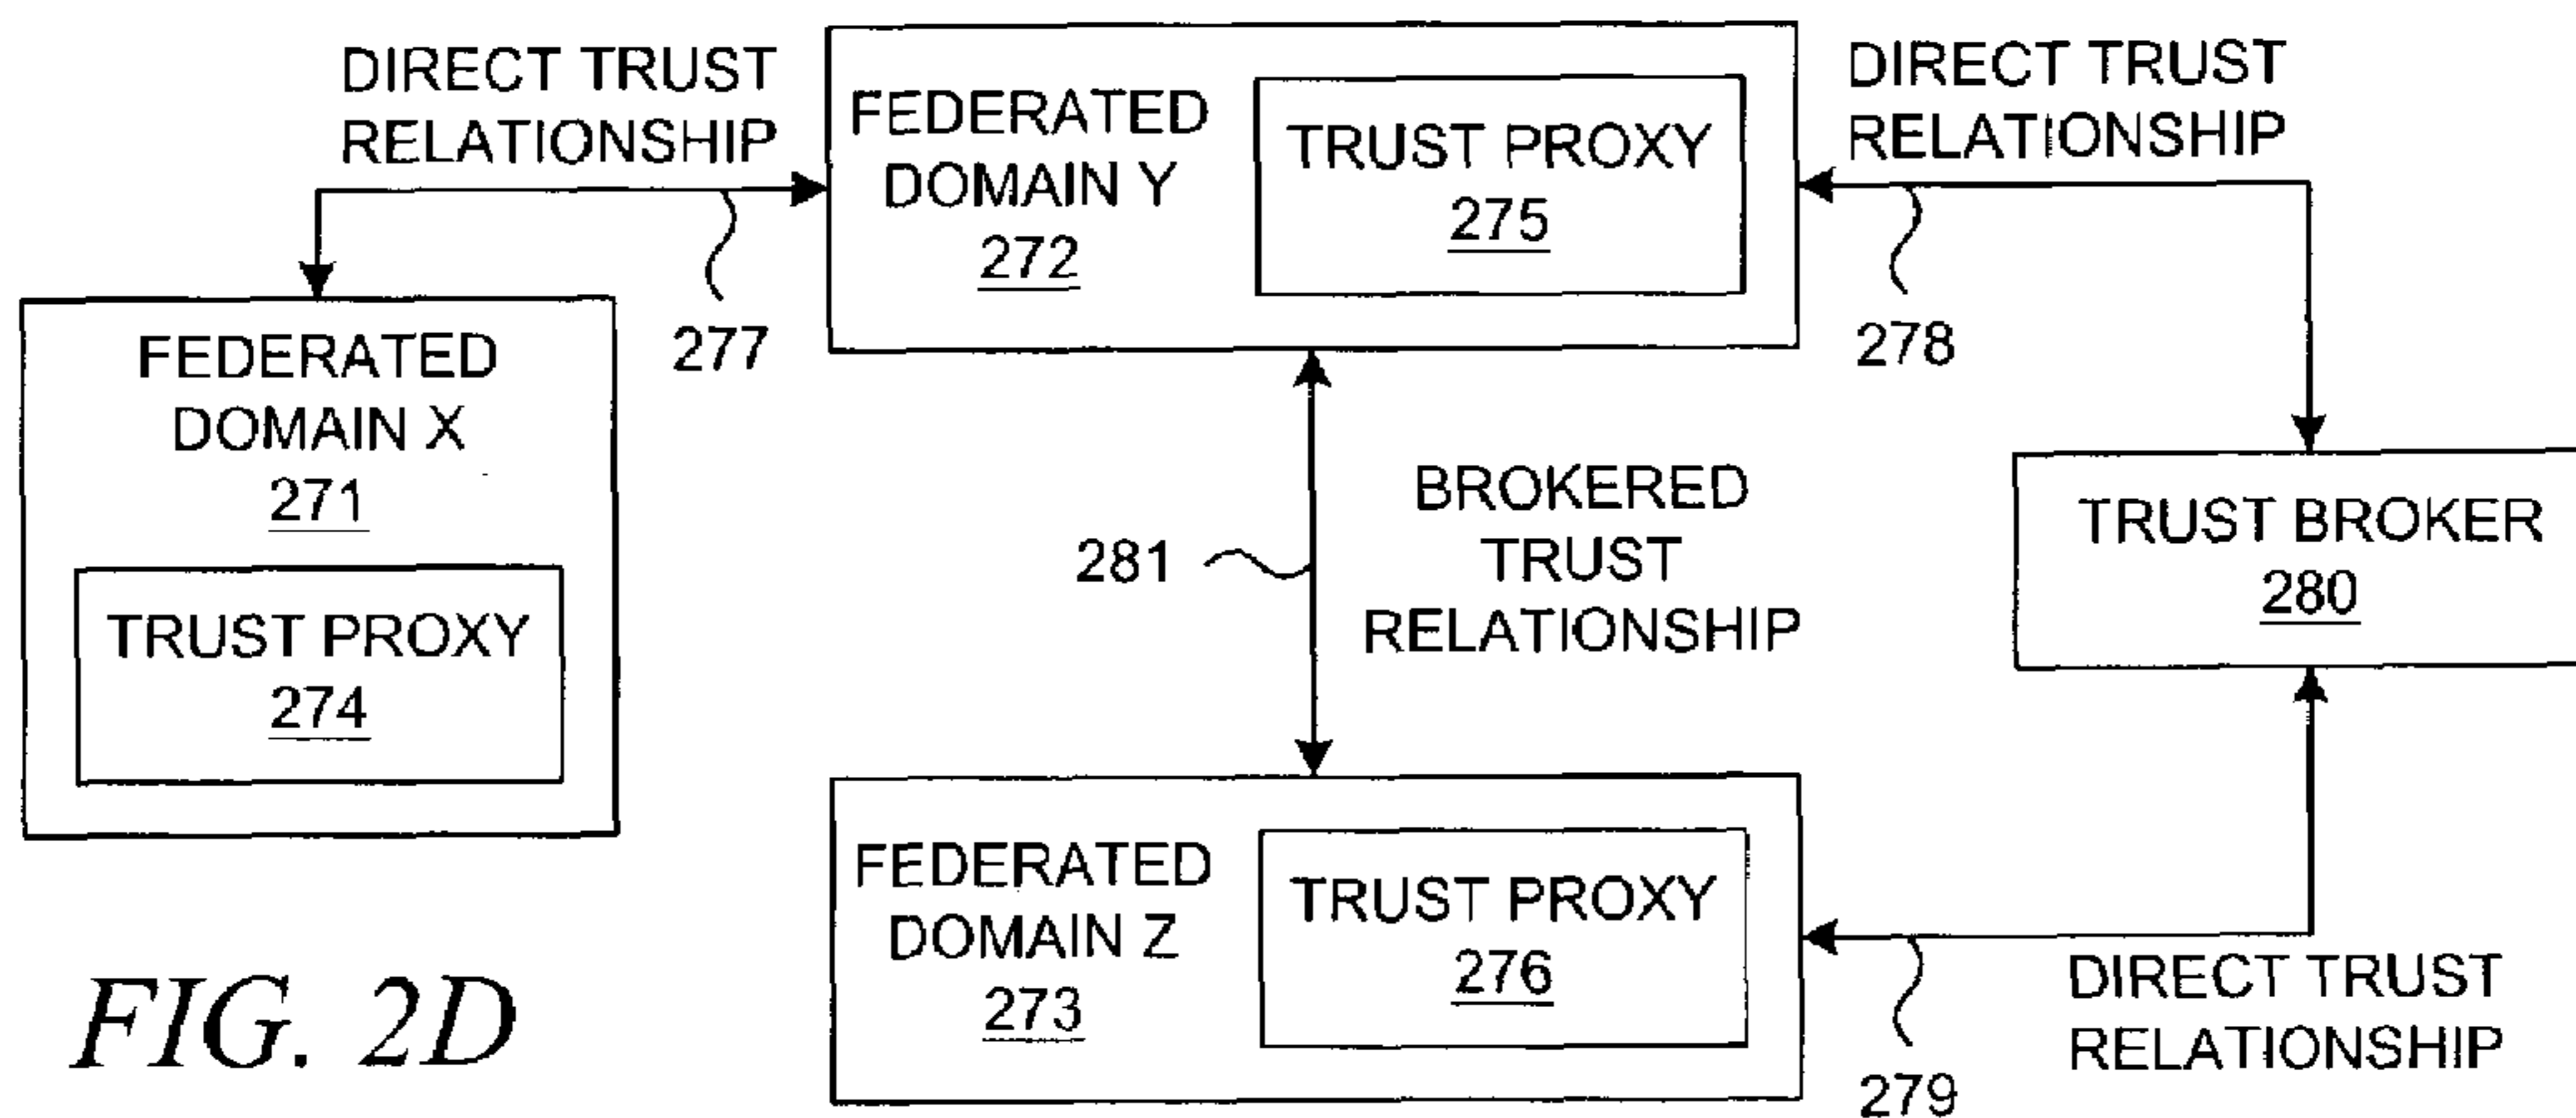 DIRECT TRUST
RELATIONSHIP
277
FEDERATED
DOMAIN X
271
TRUST PROXY
274
FEDERATED
DOMAIN Y
272
TRUST PROXY
275
DIRECT TRUST
RELATIONSHIP
278
281
BROKERED
TRUST
RELATIONSHIP
TRUST BROKER
280
FEDERATED
DOMAIN Z
273
TRUST PROXY
276
279
DIRECT TRUST
RELATIONSHIP
FIG. 2D